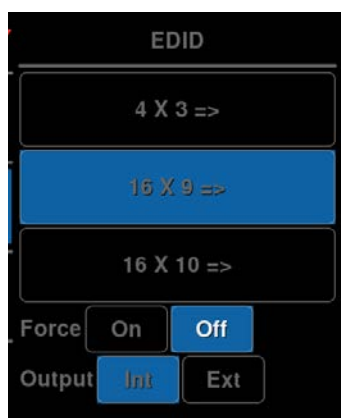 EDID
4 X 3 =>
16 X 9 =>
16 X 10 =>
Force On Off
Output Int Ext